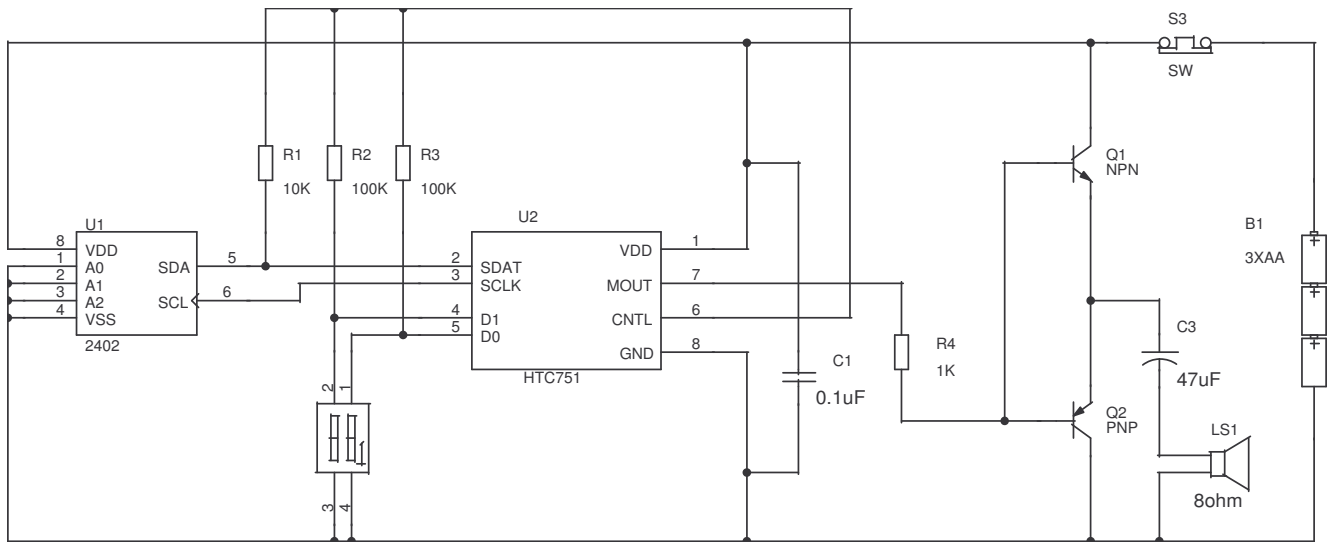 S3
SW
R1
10K
R2
100K
R3
100K
Q1
NPN
B1
3XAA
U1
8 VDD
1 A0
2 A1
3 A2
4 VSS
SDA 5
SCL 6
2402
U2
2 SDAT
3 SCLK
4 D1
5 D0
VDD 1
MOUT 7
CNTL 6
GND 8
HTC751
C1
0.1uF
R4
1K
C3
47uF
Q2
PNP
LS1
8ohm
2 1
1
3 4